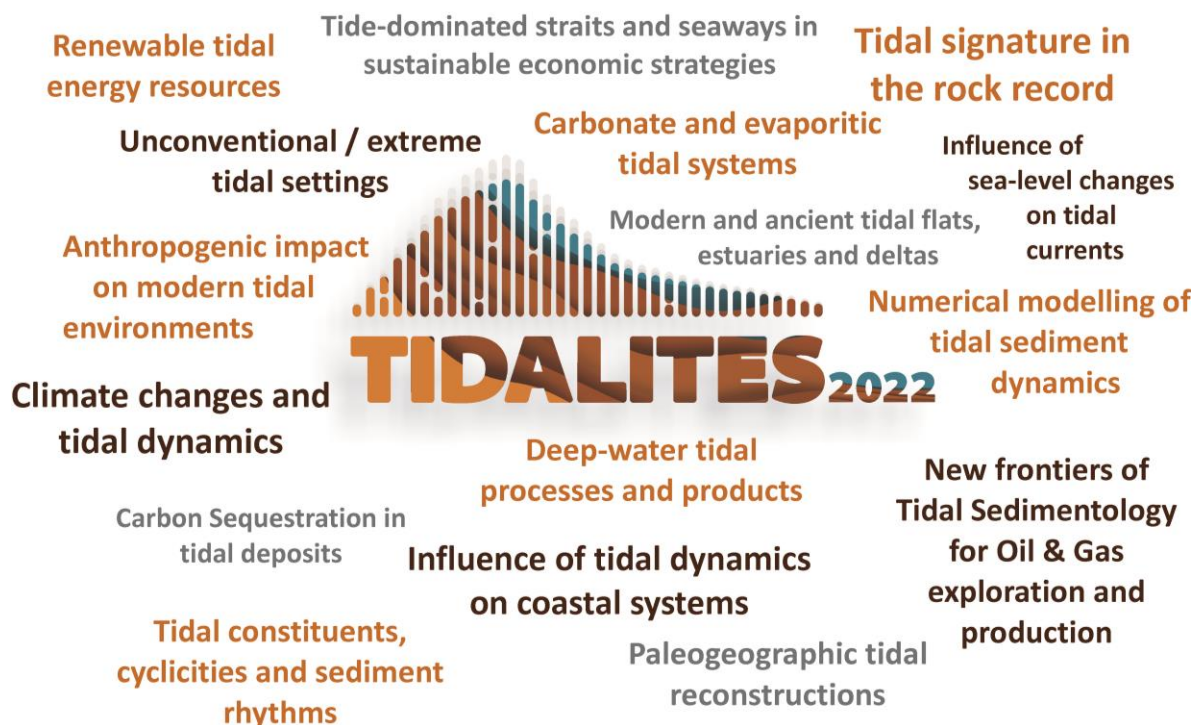 Renewable tidal
energy resources
Tide-dominated straits and seaways in
sustainable economic strategies
Tidal signature in
the rock record
Unconventional / extreme
tidal settings
Carbonate and evaporitic
tidal systems
Influence of
sea-level changes
on tidal
currents
Modern and ancient tidal flats,
estuaries and deltas
Anthropogenic impact
on modern tidal
environments
Numerical modelling of
tidal sediment
dynamics
TIDALITES 2022
Climate changes and
tidal dynamics
Deep-water tidal
processes and products
New frontiers of
Tidal Sedimentology
for Oil & Gas
exploration and
production
Carbon Sequestration in
tidal deposits
Influence of tidal dynamics
on coastal systems
Tidal constituents,
cyclicities and sediment
rhythms
Paleogeographic tidal
reconstructions